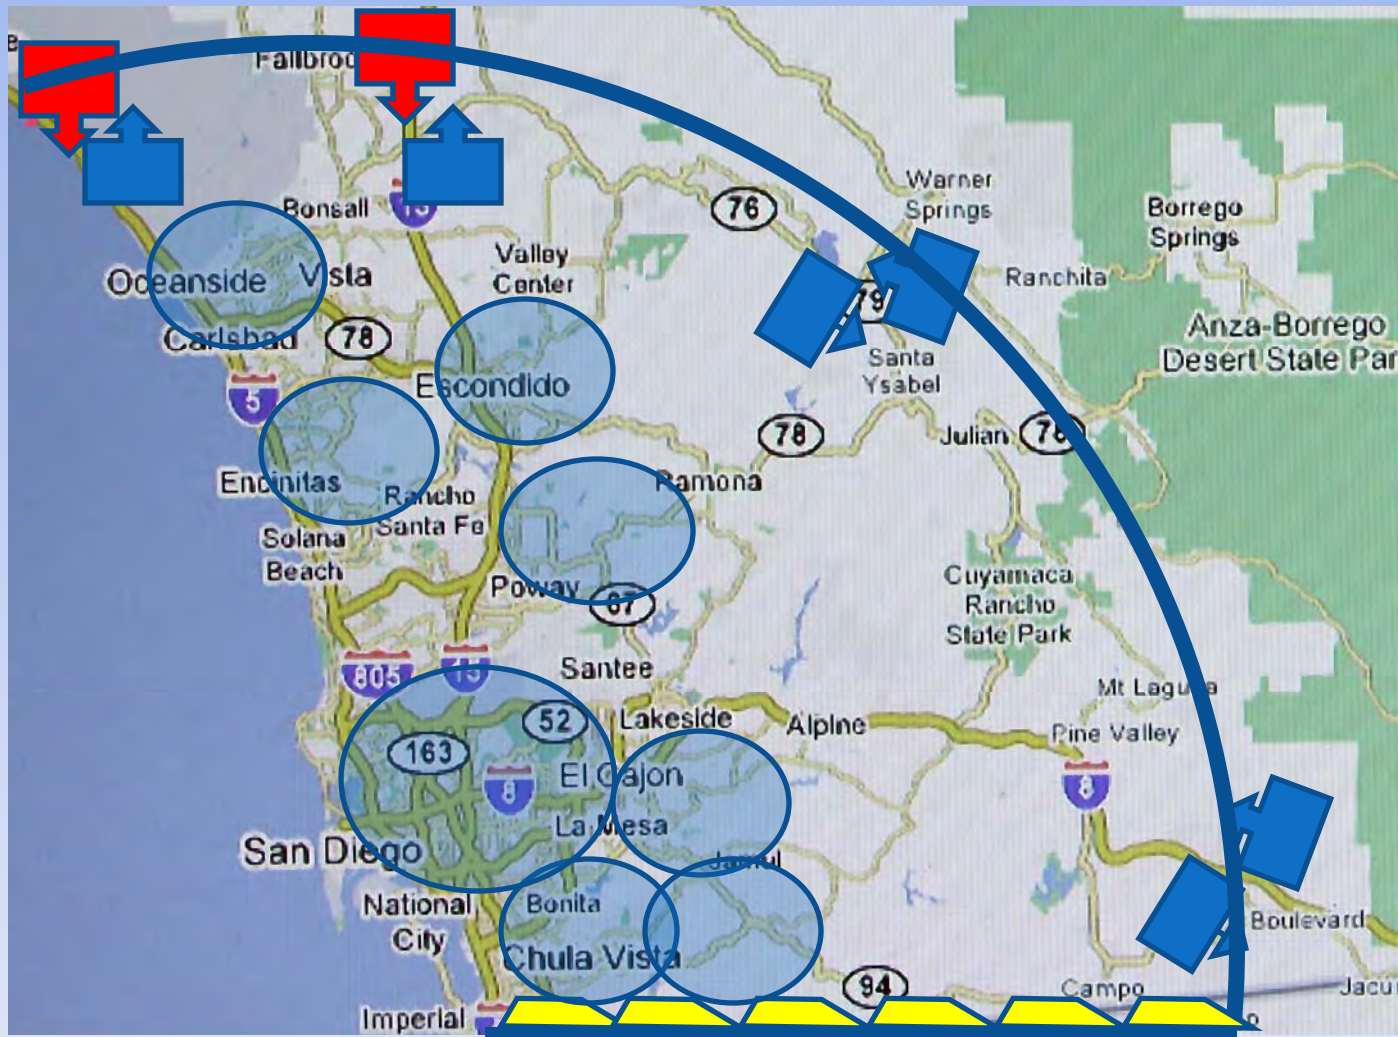 Fallbroo
15
Bonsall
76
Warner
Springs
Borrego
Springs
Oceanside
Vista
Valley
Center
Ranchita
79
Carlsbad
78
Anza-Borrego
Desert State Par
5
Escondido
Santa
Ysabel
78
Julian
78
Encinitas
Rancho
Santa Fe
Ramona
Solana
Beach
Poway
67
Cuyamaca
Rancho
State Park
805
15
Santee
Mt Laguna
52
Lakeside
Alpine
Pine Valley
163
8
El Cajon
8
San Diego
La Mesa
Jamul
National
City
Bonita
Boulevard
Chula Vista
94
Campo
Jacu
Imperial